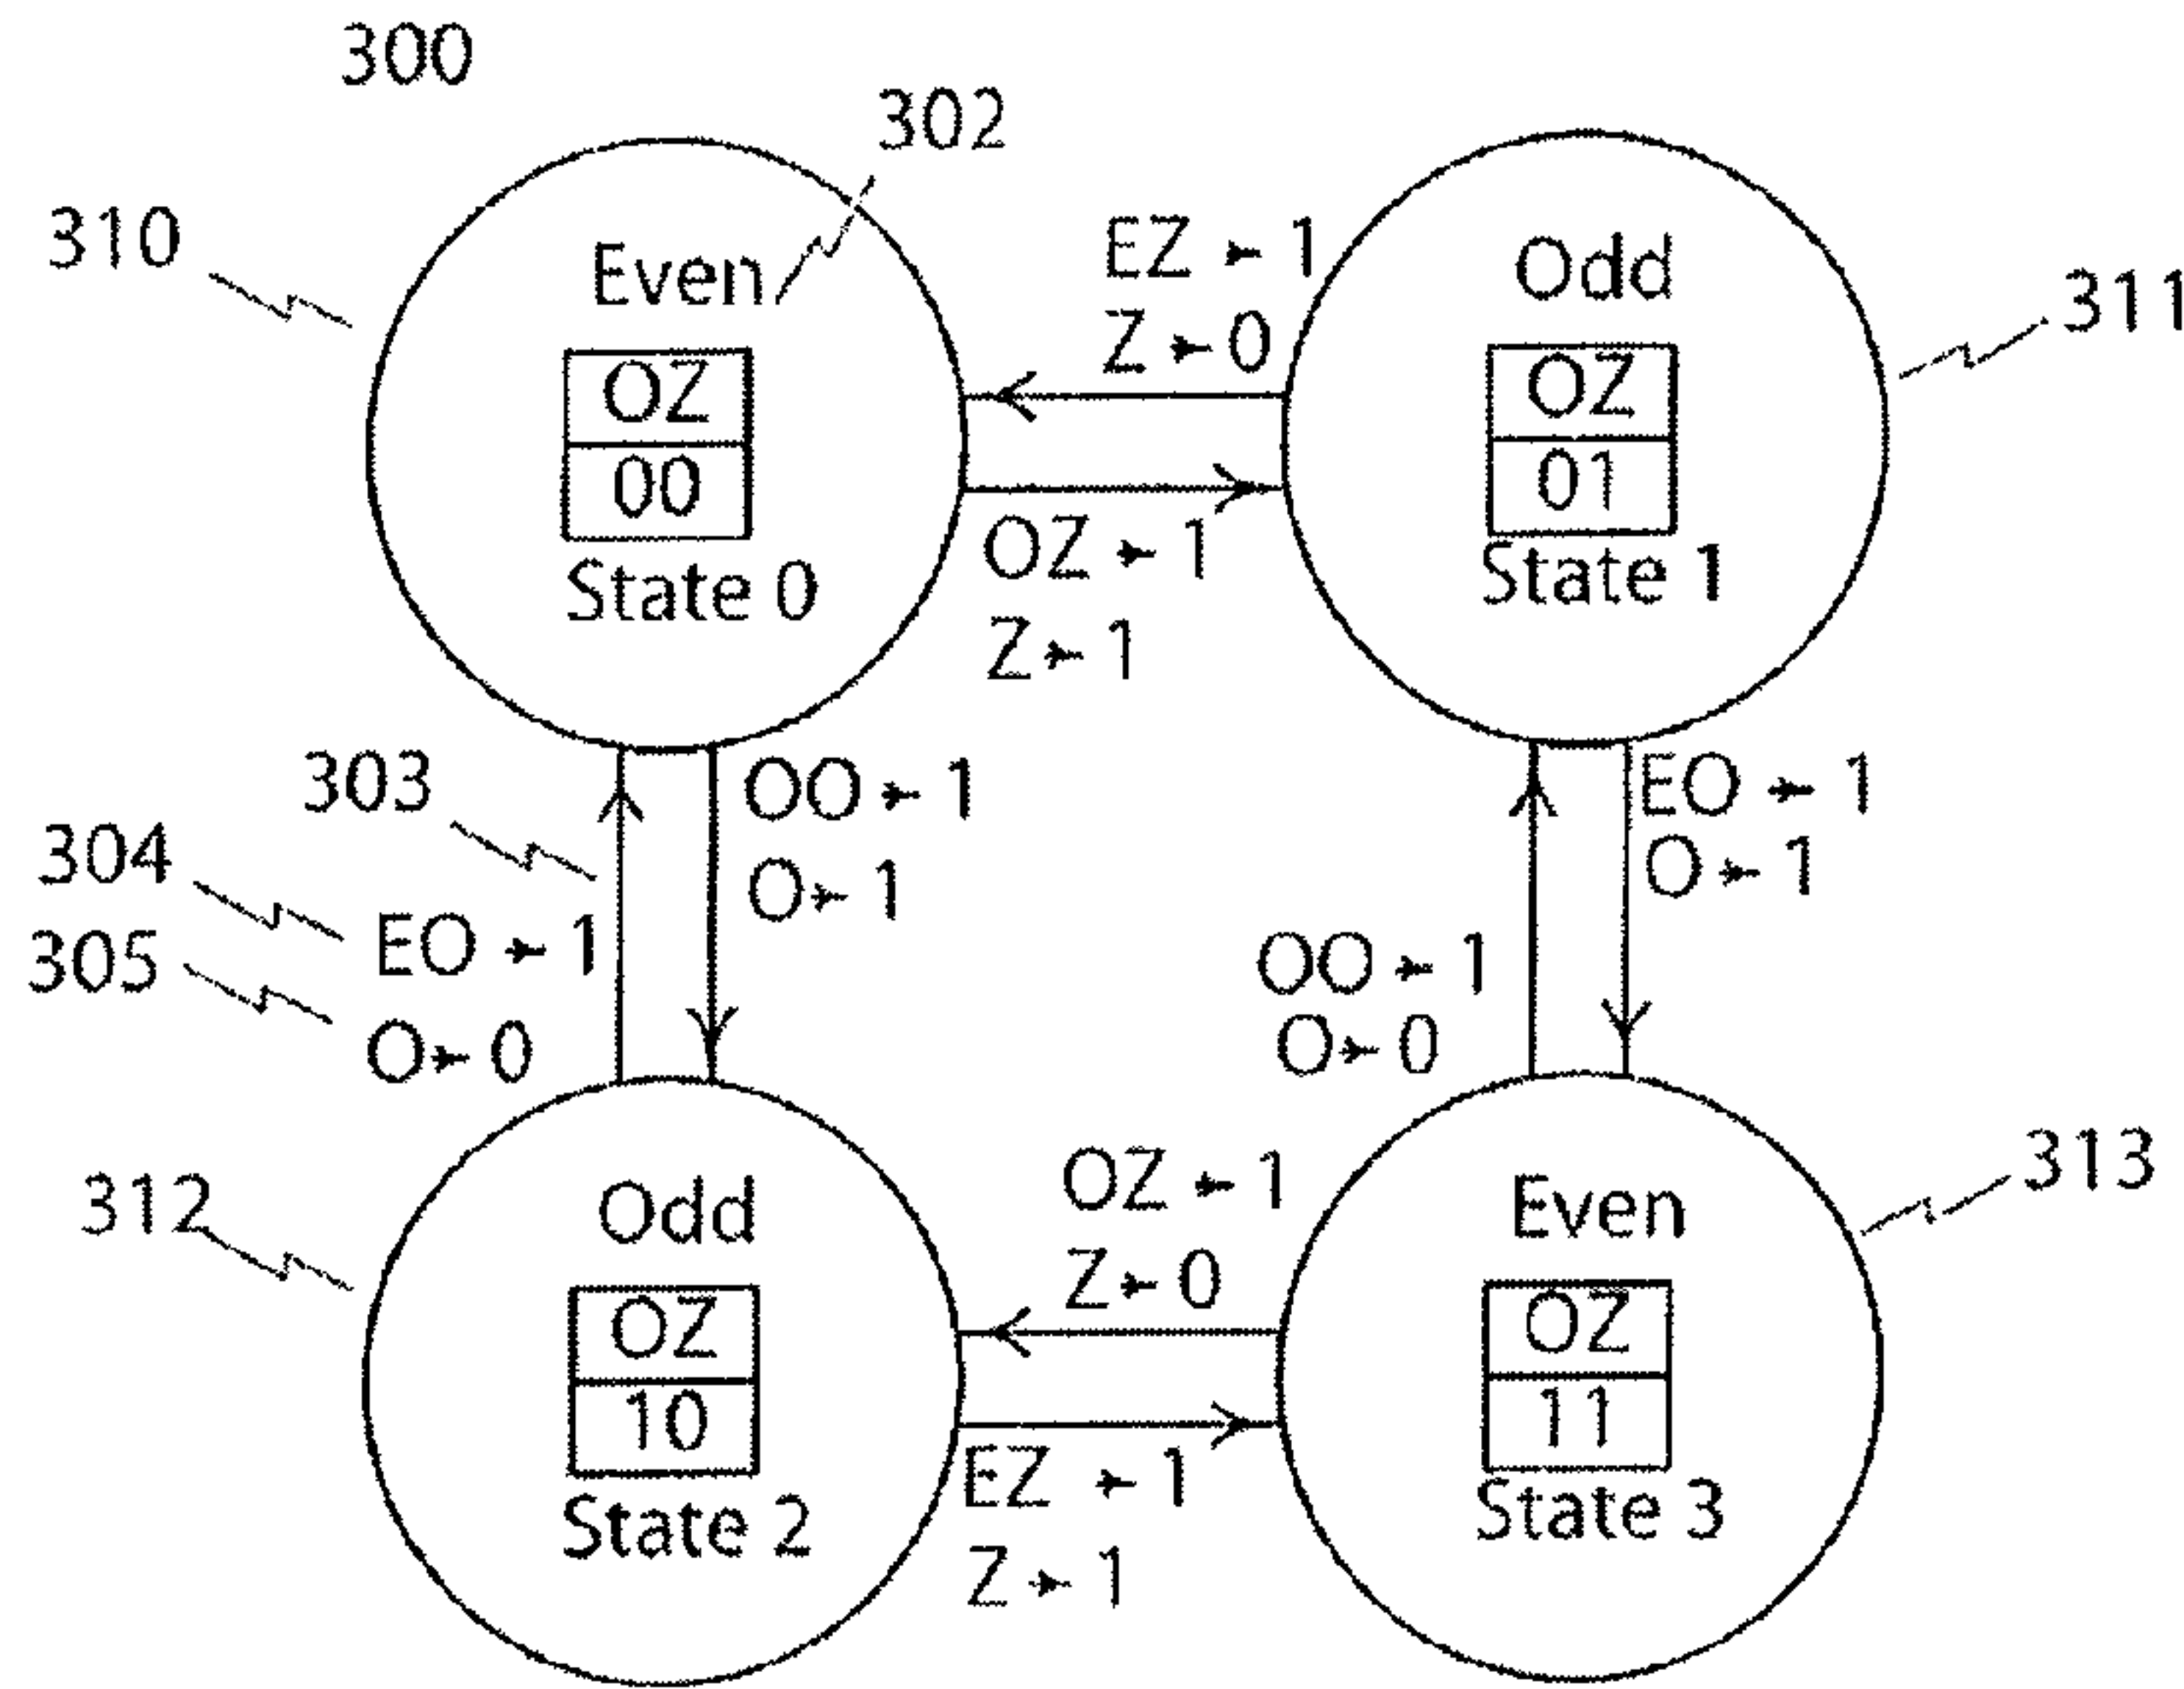 300
302
310
Even
OZ
00
State 0
EZ → 1
Z → 0
OZ → 1
Z → 1
Odd
OZ
01
State 1
311
303
304
305
EO → 1
O → 0
OO → 1
O → 1
OO → 1
O → 0
EO → 1
O → 1
312
Odd
OZ
10
State 2
OZ → 1
Z → 0
EZ → 1
Z → 1
Even
OZ
11
State 3
313